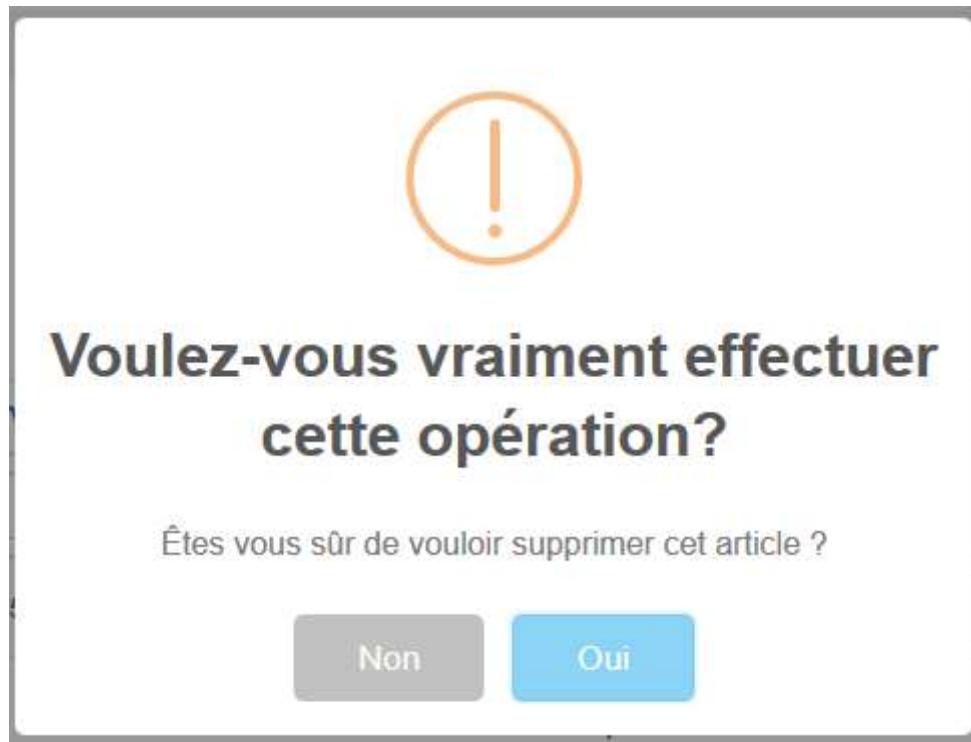 Voulez-vous vraiment effectuer
cette opération?
Êtes vous sûr de vouloir supprimer cet article ?
Non
Oui